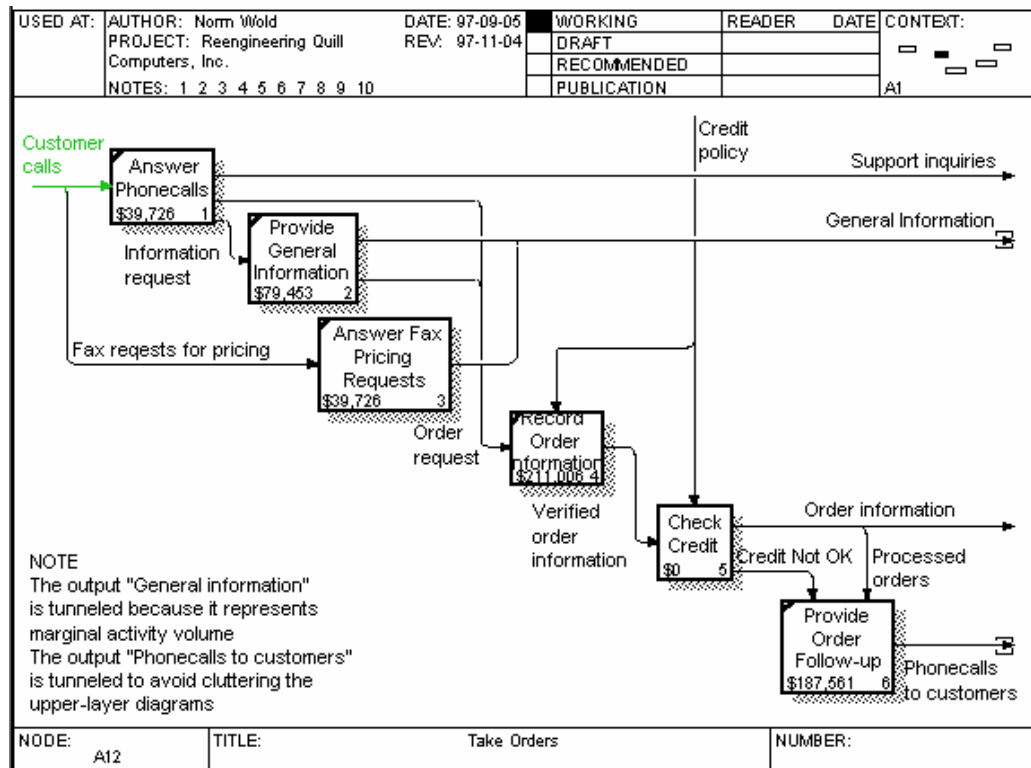 USED AT:
AUTHOR: Norm Wold
DATE: 97-09-05
PROJECT: Reengineering Quill
REV: 97-11-04
Computers, Inc.
NOTES: 1 2 3 4 5 6 7 8 9 10
WORKING
DRAFT
RECOMMENDED
PUBLICATION
READER DATE
CONTEXT:
A1
Customer
calls
Credit
policy
Answer
Phonecalls
$39,726 1
Support inquiries
General Information
Information
request
Provide
General
Information
$79,453 2
Fax reqests for pricing
Answer Fax
Pricing
Requests
$39,726 3
Order
request
Record
Order
nformation
$211,006 4
Verified
order
information
Check
Credit
$0 5
Order information
Credit Not OK
Processed
orders
Provide
Order
Follow-up
$187,561 6
Phonecalls
to customers
NOTE
The output "General information"
is tunneled because it represents
marginal activity volume
The output "Phonecalls to customers"
is tunneled to avoid cluttering the
upper-layer diagrams
NODE:
A12
TITLE:
Take Orders
NUMBER: